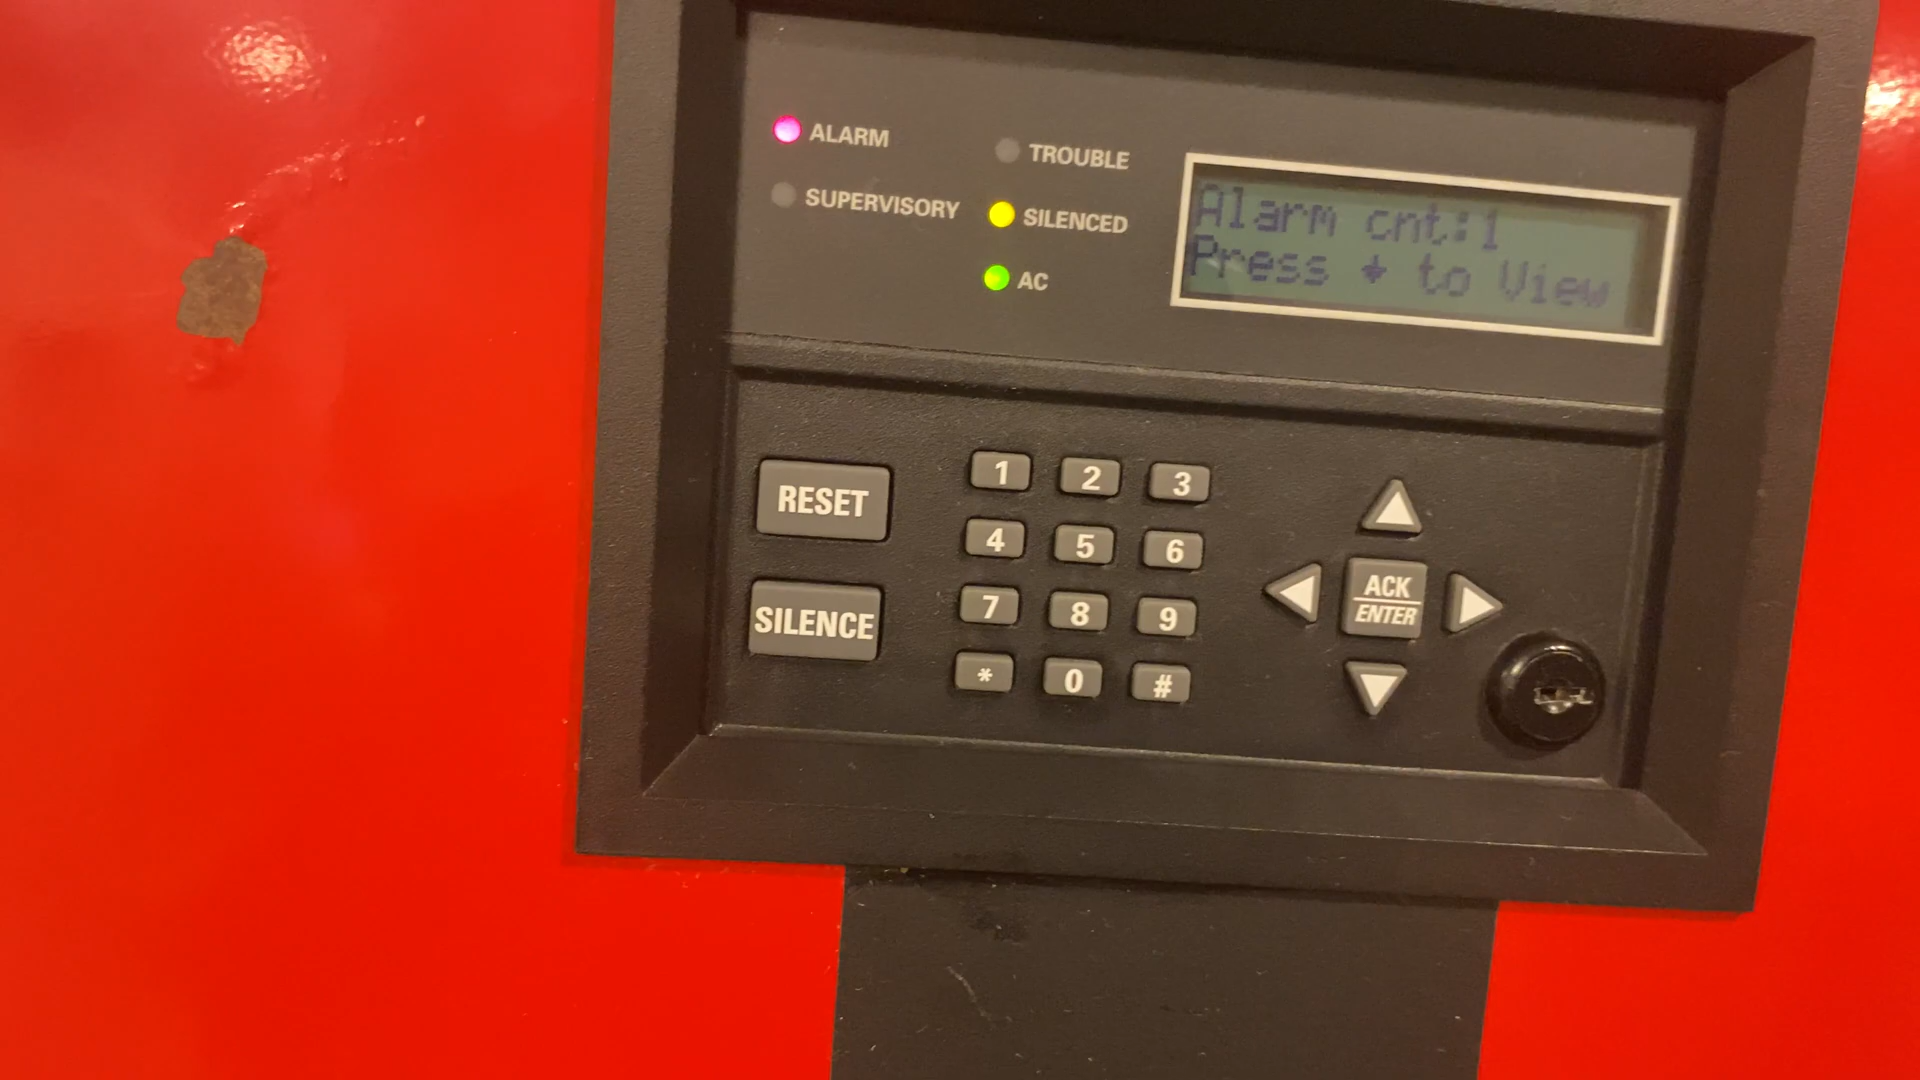 ALARM
TROUBLE
SUPERVISORY
SILENCED
AC
Alarm cnt:1
Press ↓ to View
RESET
SILENCE
1 2 3
4 5 6
7 8 9
* 0 #
ACK
ENTER